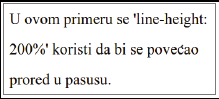 U ovom primeru se 'line-height:
200%' koristi da bi se povećao
prored u pasusu.